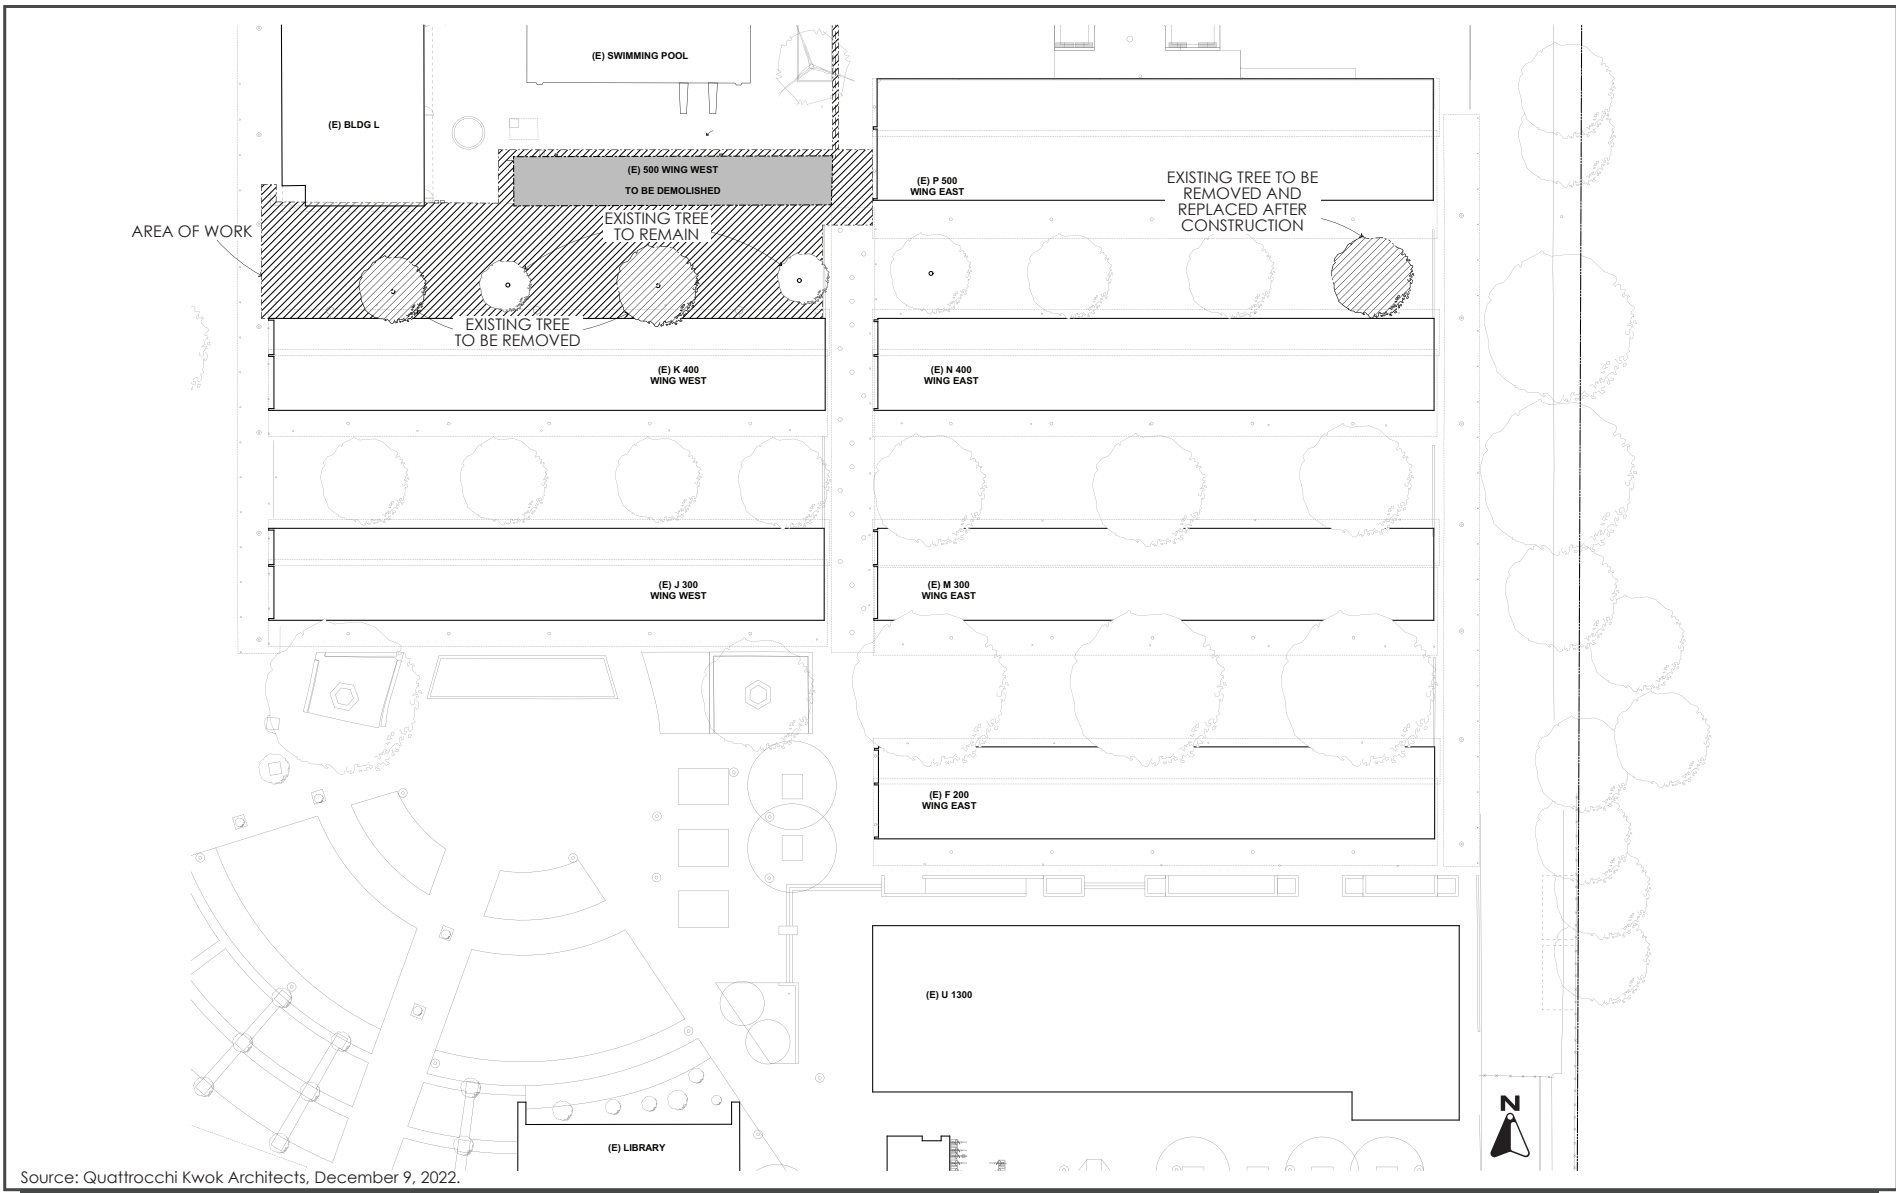 (E) SWIMMING POOL
(E) BLDG L
(E) 500 WING WEST
TO BE DEMOLISHED
(E) P 500
WING EAST
EXISTING TREE TO BE
REMOVED AND
REPLACED AFTER
CONSTRUCTION
AREA OF WORK
EXISTING TREE
TO REMAIN
EXISTING TREE
TO BE REMOVED
(E) K 400
WING WEST
(E) N 400
WING EAST
(E) J 300
WING WEST
(E) M 300
WING EAST
(E) F 200
WING EAST
(E) U 1300
N
(E) LIBRARY
Source: Quattrocchi Kwok Architects, December 9, 2022.